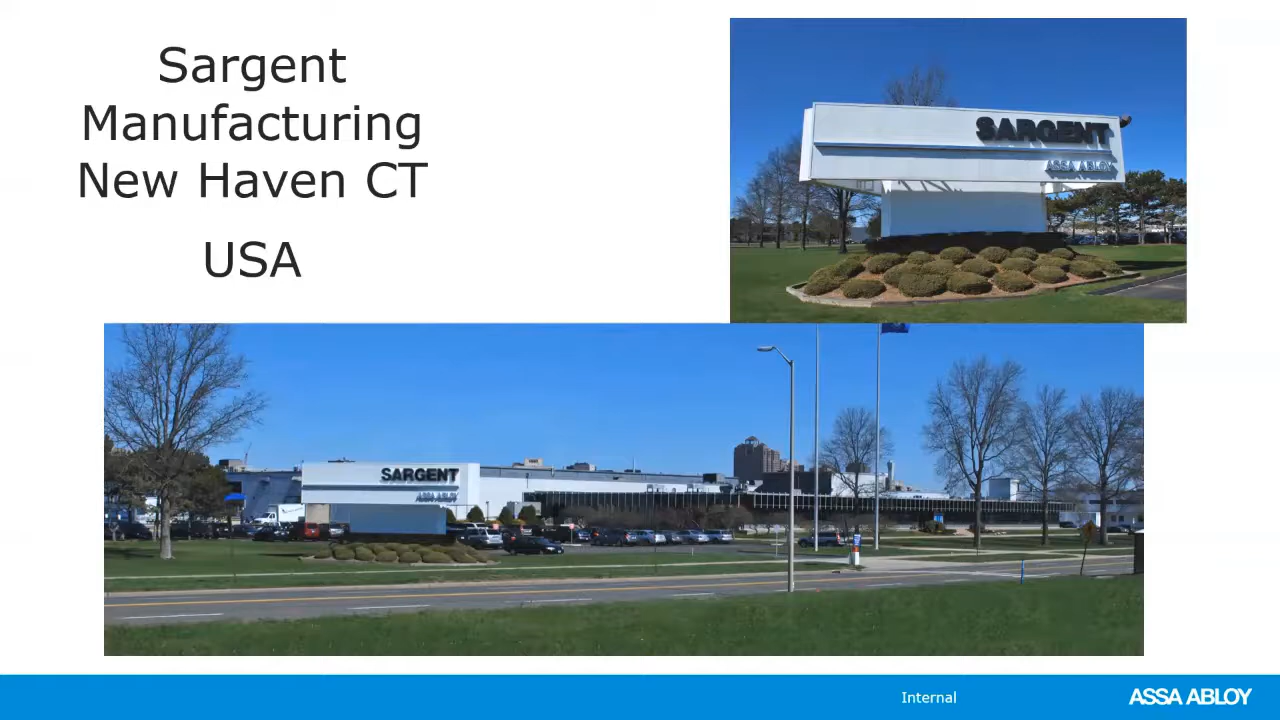 Sargent
Manufacturing
New Haven CT
USA
SARGENT
ASSA ABLOY
SARGENT
ASSA ABLOY
Internal
ASSA ABLOY